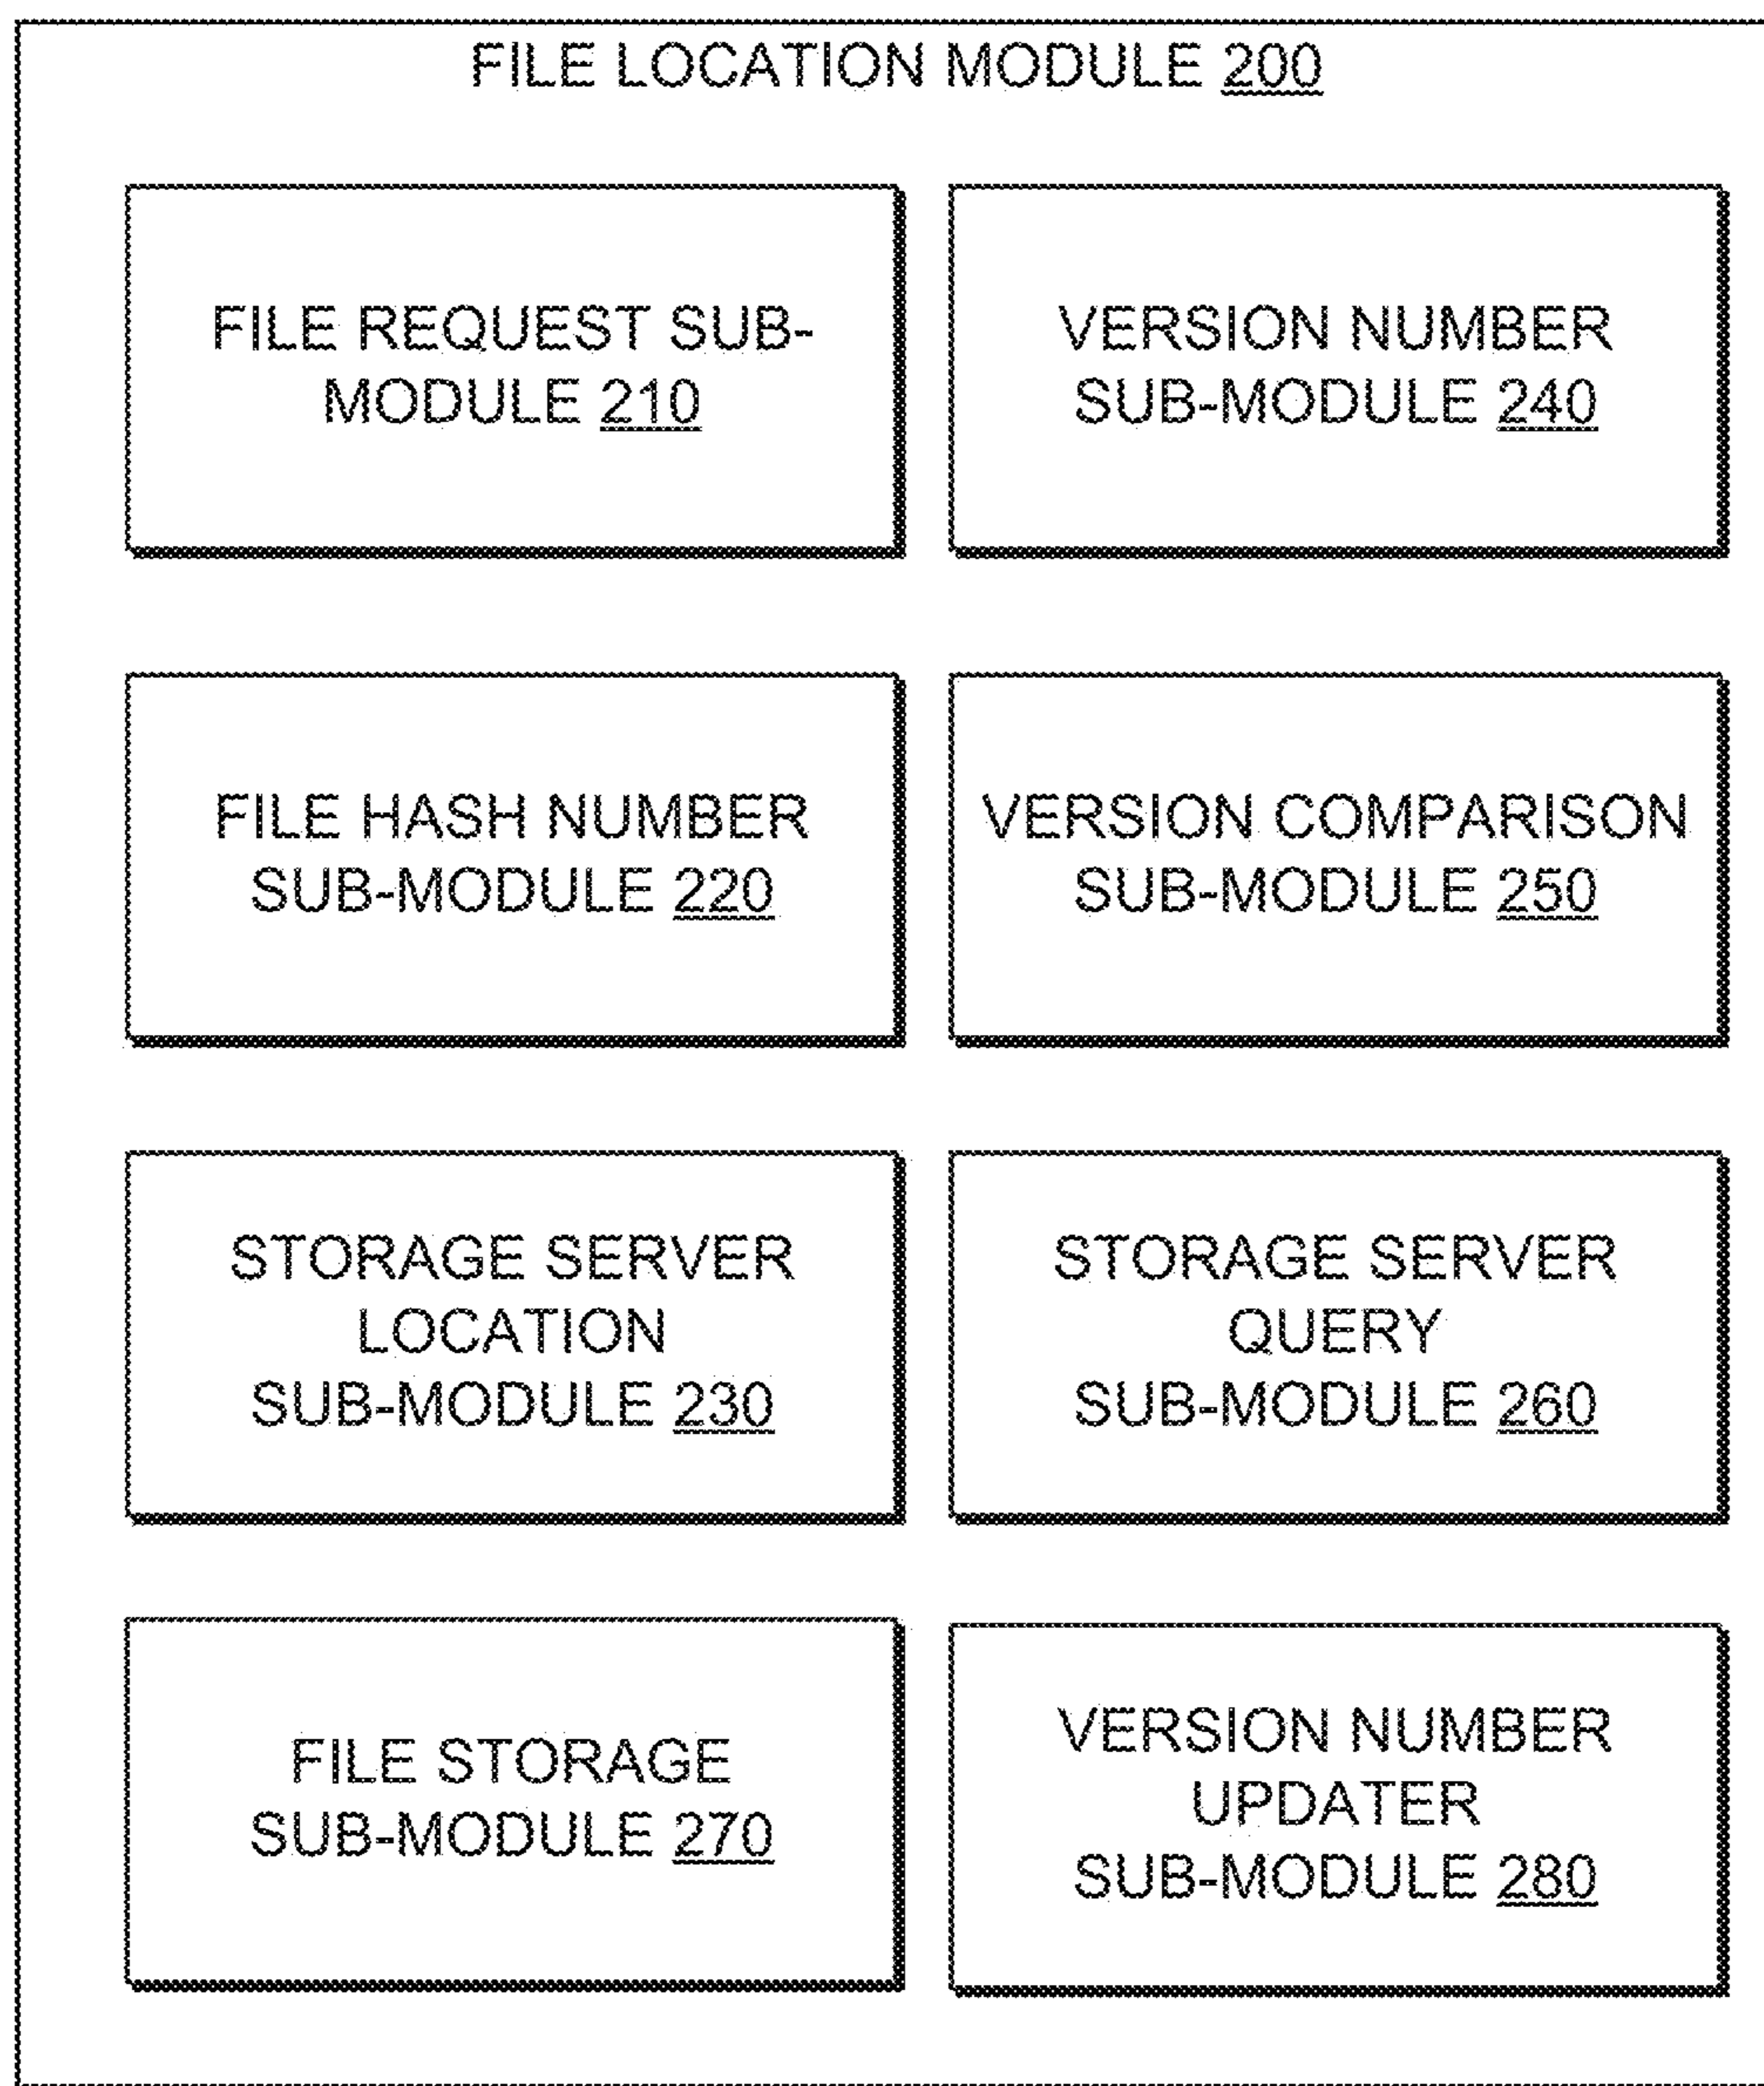 FILE LOCATION MODULE 200
FILE REQUEST SUB-
MODULE 210
VERSION NUMBER
SUB-MODULE 240
FILE HASH NUMBER
SUB-MODULE 220
VERSION COMPARISON
SUB-MODULE 250
STORAGE SERVER
LOCATION
SUB-MODULE 230
STORAGE SERVER
QUERY
SUB-MODULE 260
FILE STORAGE
SUB-MODULE 270
VERSION NUMBER
UPDATER
SUB-MODULE 280